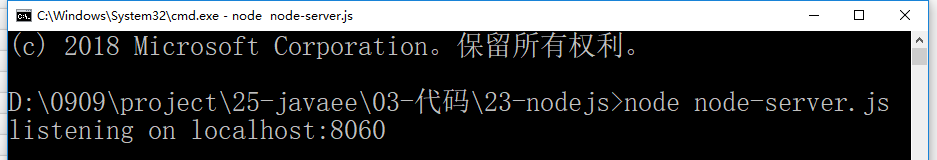 C:\Windows\System32\cmd.exe - node  node-server.js
(c) 2018 Microsoft Corporation。保留所有权利。
D:\0909\project\25-javaee\03-代码\23-nodejs>node node-server.js
listening on localhost:8060